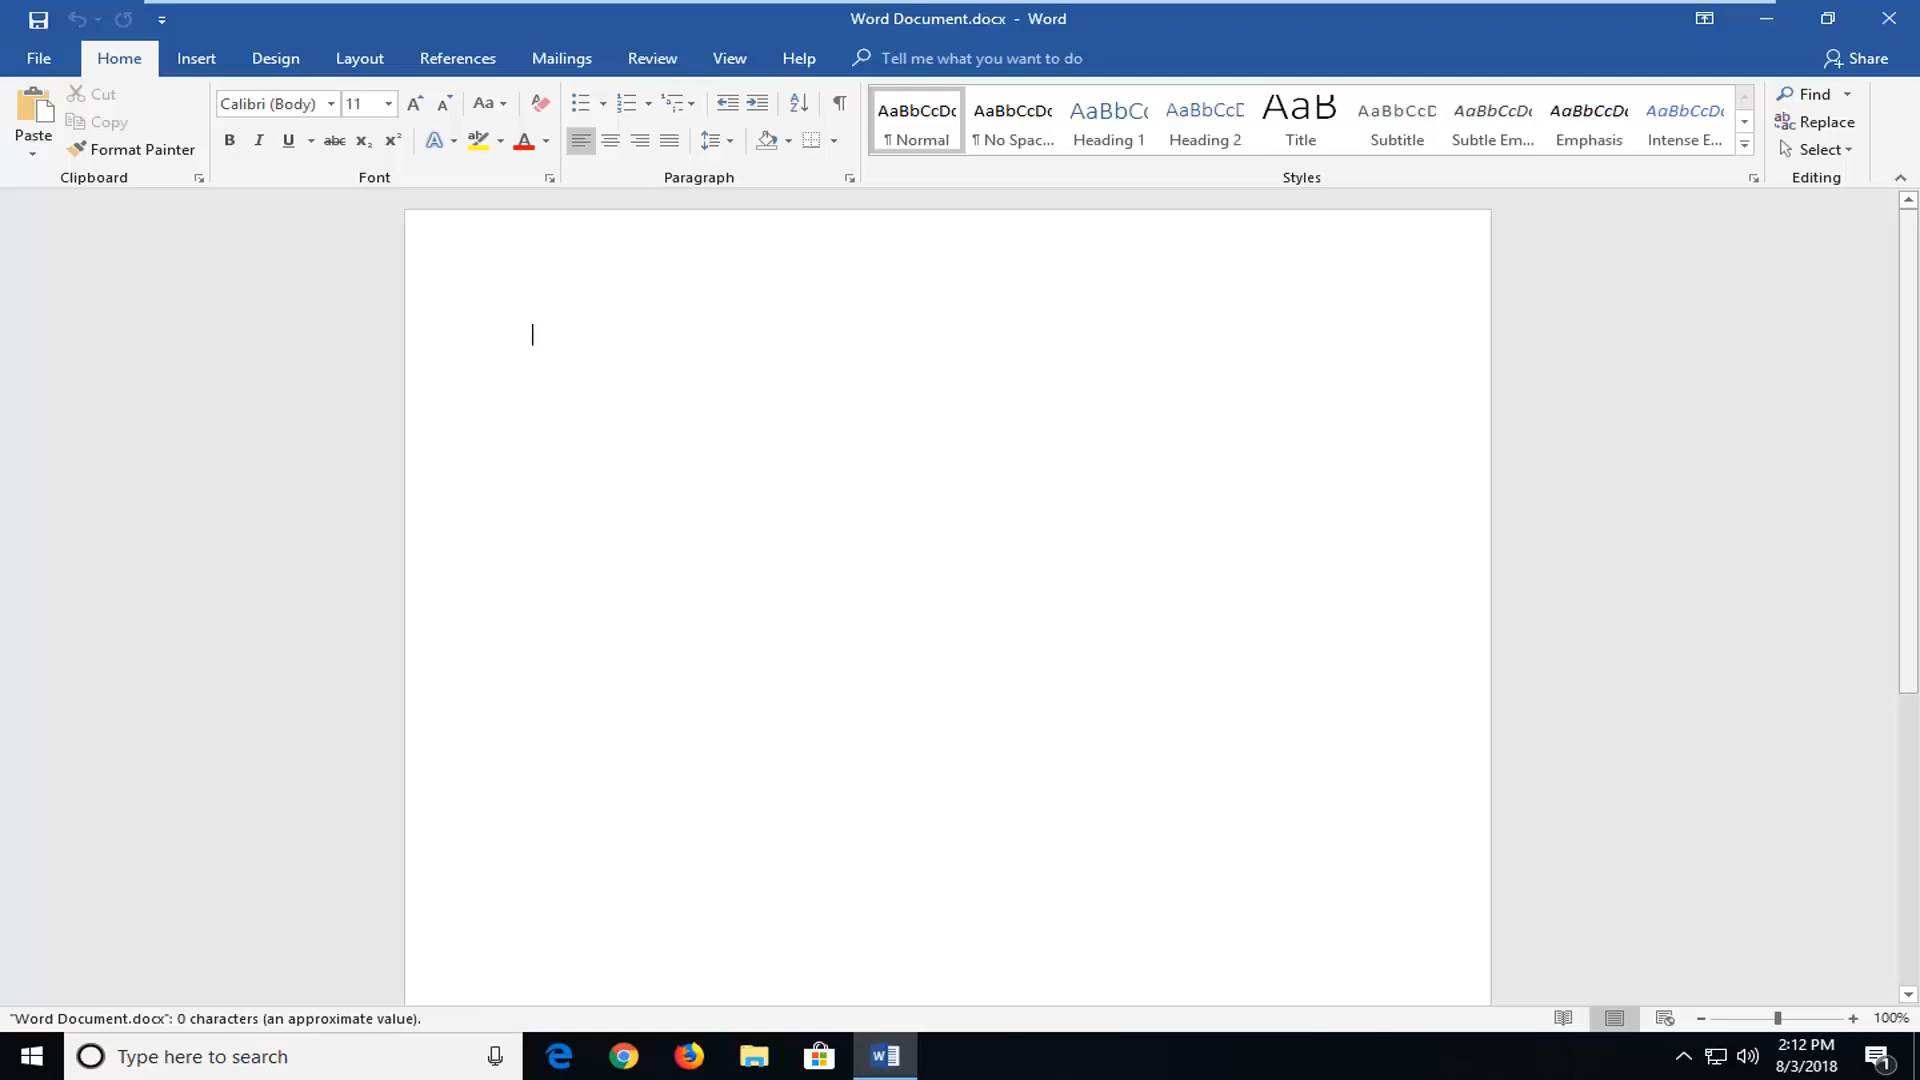 Word Document.docx - Word
File Home Insert Design Layout References Mailings Review View Help Tell me what you want to do Share
Paste
Cut
Copy
Format Painter
Clipboard
Calibri (Body) 11
Aa
B I U abc x₂ x²
A ab A
Font
A Z
¶
Paragraph
AaBbCcDc AaBbCcDc AaBbCc AaBbCcD AaB AaBbCcD AaBbCcDc AaBbCcDc AaBbCcDc
¶ Normal ¶ No Spac... Heading 1 Heading 2 Title Subtitle Subtle Em... Emphasis Intense E...
Styles
Find
Replace
Select
Editing
"Word Document.docx": 0 characters (an approximate value).
100%
Type here to search
2:12 PM
8/3/2018
1